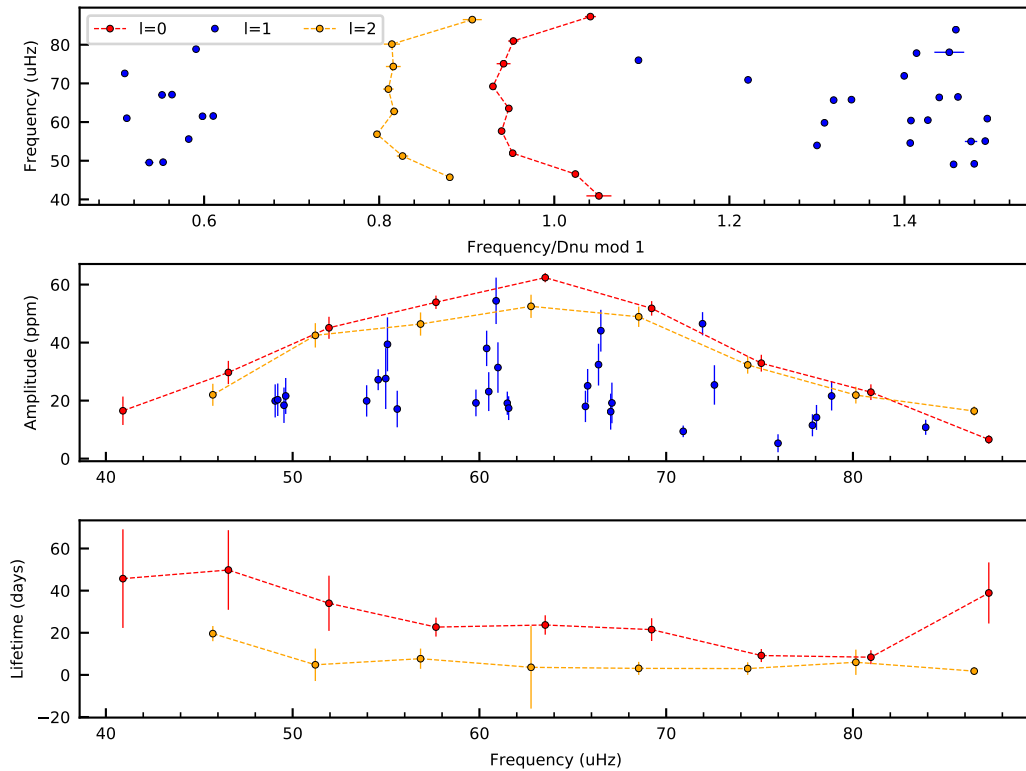 l=0 l=1 l=2
Frequency (uHz)
80
70
60
50
40
0.6 0.8 1.0 1.2 1.4
Frequency/Dnu mod 1
Amplitude (ppm)
60
40
20
0
40 50 60 70 80
Lifetime (days)
60
40
20
0
−20
40 50 60 70 80
Frequency (uHz)